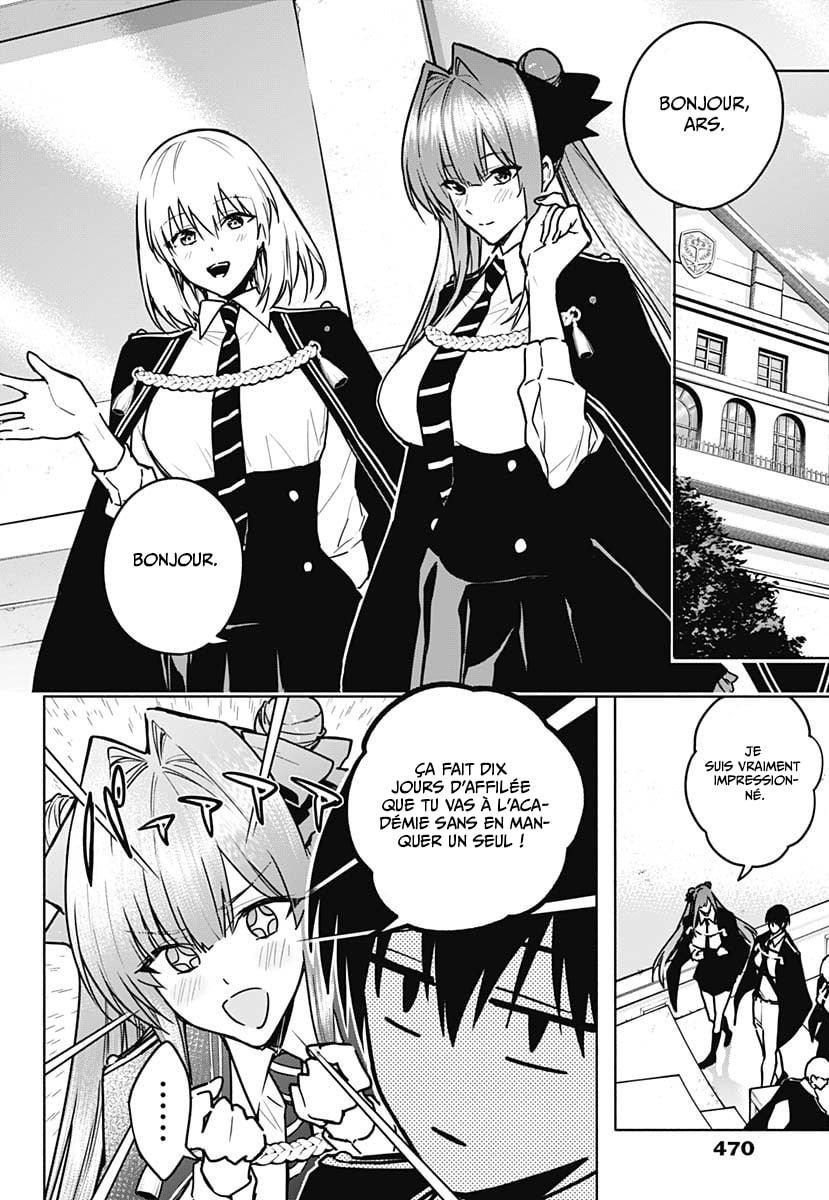 BONJOUR,
ARS.
BONJOUR.
JE
SUIS VRAIMENT
IMPRESSION-
NÉ.
ÇA FAIT DIX
JOURS D'AFFILÉE
QUE TU VAS À L'ACA-
DÉMIE SANS EN MAN-
QUER UN SEUL !
......
470